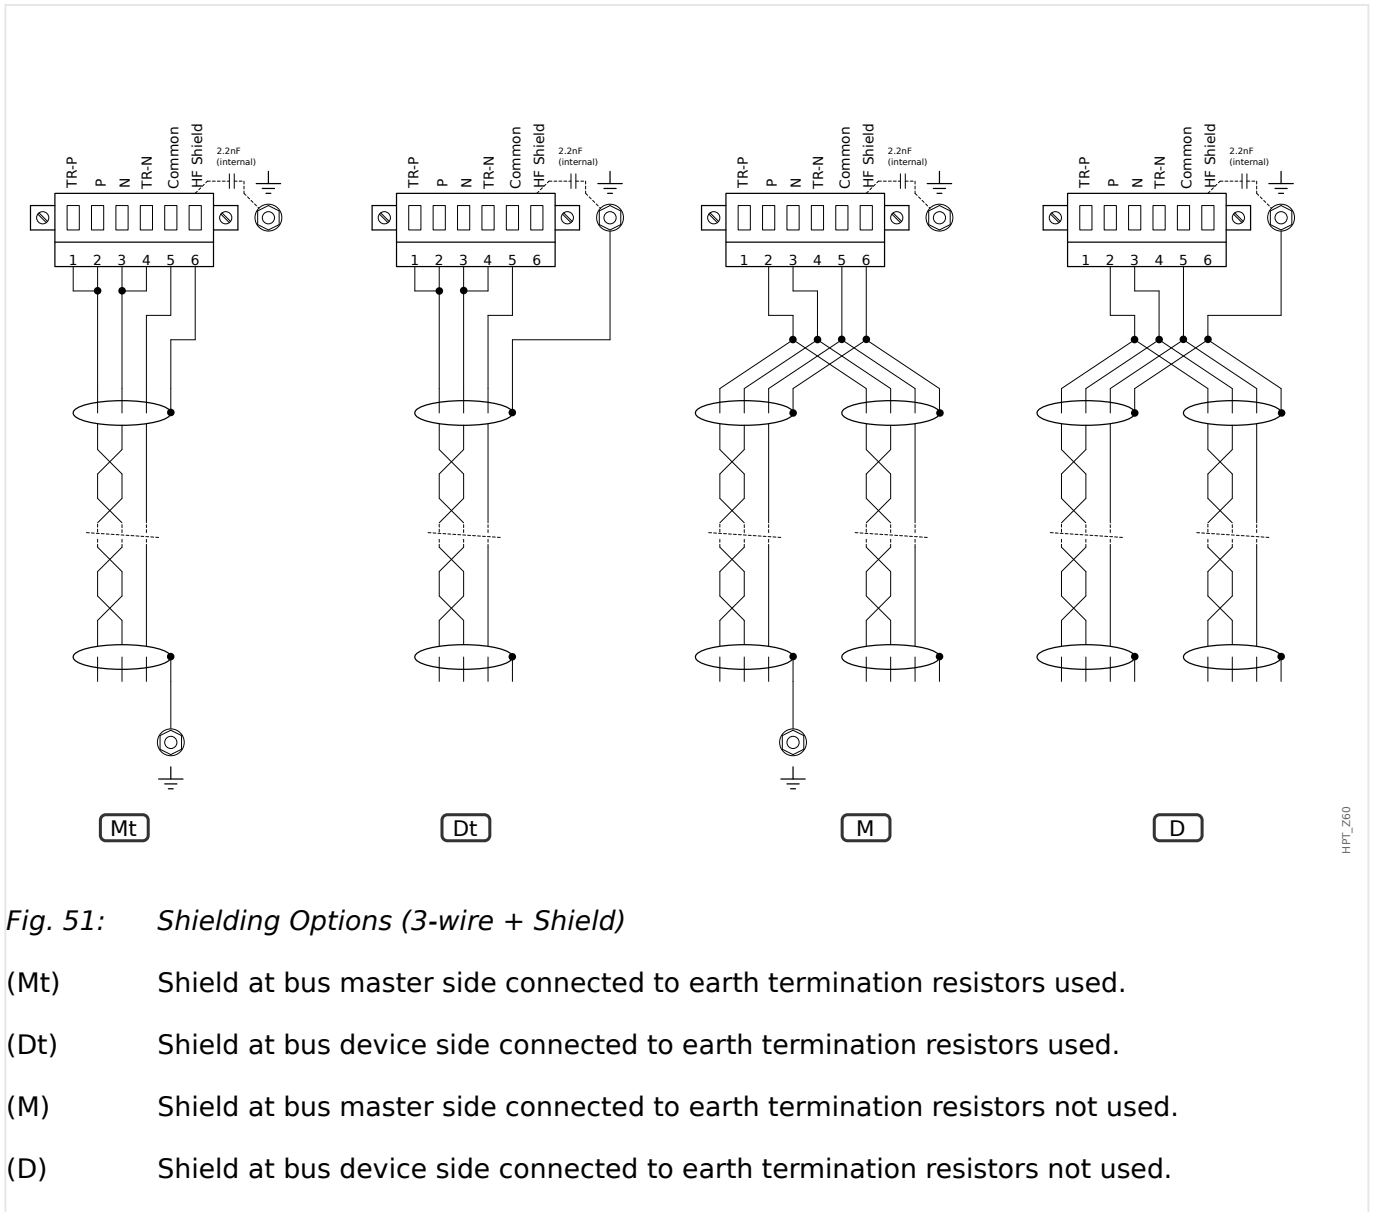 TR-P P N TR-N Common HF Shield 2.2nF (internal)
1 2 3 4 5 6
Mt
TR-P P N TR-N Common HF Shield 2.2nF (internal)
1 2 3 4 5 6
Dt
TR-P P N TR-N Common HF Shield 2.2nF (internal)
1 2 3 4 5 6
M
TR-P P N TR-N Common HF Shield 2.2nF (internal)
1 2 3 4 5 6
D
HPT_Z60
Fig. 51: Shielding Options (3-wire + Shield)
(Mt) Shield at bus master side connected to earth termination resistors used.
(Dt) Shield at bus device side connected to earth termination resistors used.
(M) Shield at bus master side connected to earth termination resistors not used.
(D) Shield at bus device side connected to earth termination resistors not used.